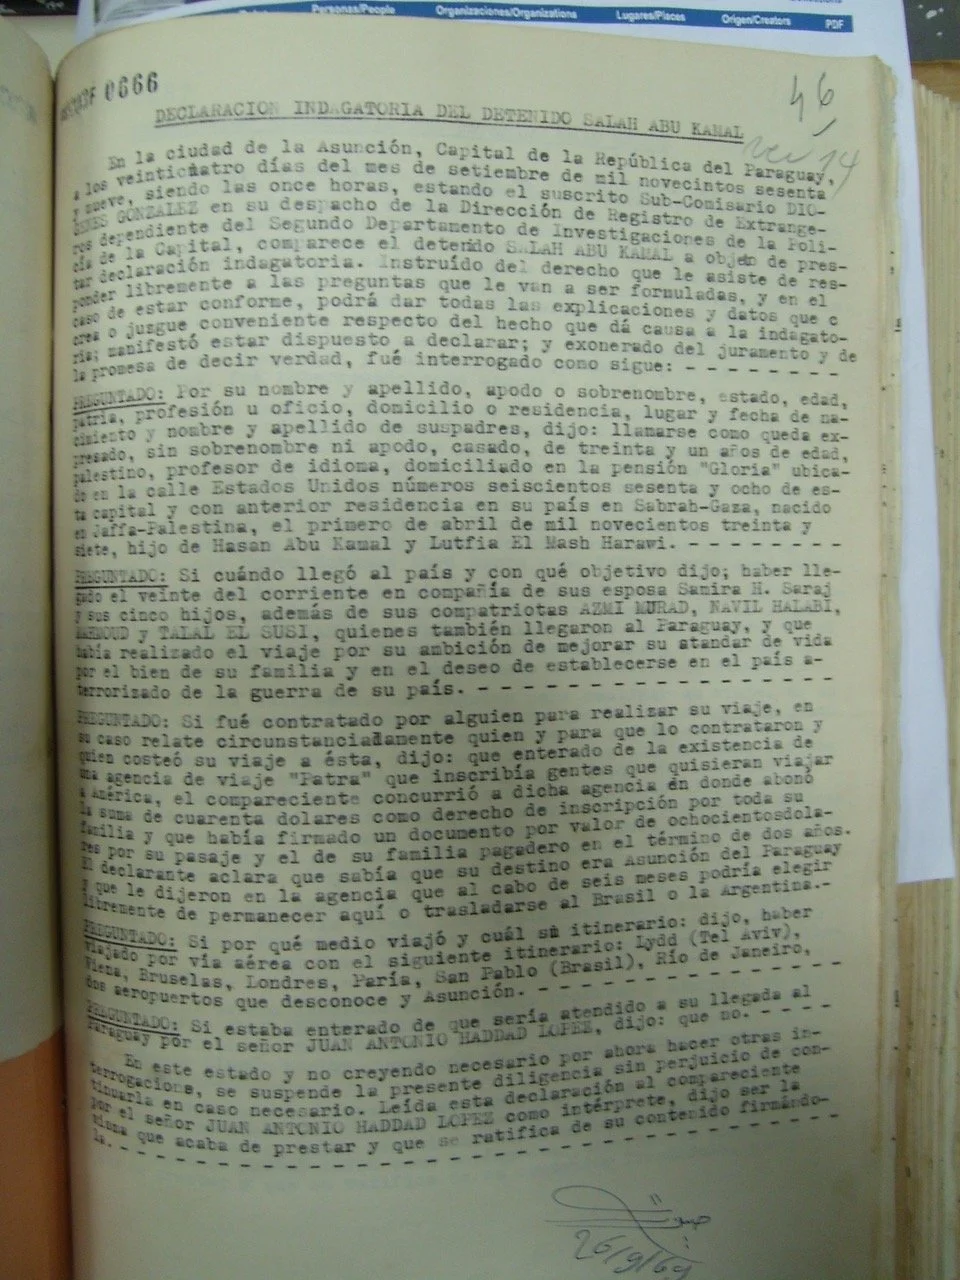 Personas/People Organizaciones/Organizations Lugares/Places Origen/Creators PDF
0666
46
DECLARACION INDAGATORIA DEL DETENIDO SALAH ABU KAMAL
ver 14
En la ciudad de la Asunción, Capital de la República del Paraguay,
a los veinticuatro días del mes de setiembre de mil novecintos sesenta
y nueve, siendo las once horas, estando el suscrito Sub-Comisario DIO-
GENES GONZALEZ en su despacho de la Dirección de Registro de Extrange-
ros dependiente del Segundo Departamento de Investigaciones de la Poli-
cía de la Capital, comparece el detenido SALAH ABU KAMAL a objeto de pres-
tar declaración indagatoria. Instruído del derecho que le asiste de res-
ponder libremente a las preguntas que le van a ser formuladas, y en el
caso de estar conforme, podrá dar todas las explicaciones y datos que c
crea o juzgue conveniente respecto del hecho que dá causa a la indagato-
ria; manifestó estar dispuesto a declarar; y exonerado del juramento y de
la promesa de decir verdad, fué interrogado como sigue: - - - - - - - -
PREGUNTADO: Por su nombre y apellido, apodo o sobrenombre, estado, edad,
patria, profesión u oficio, domicilio o residencia, lugar y fecha de na-
cimiento y nombre y apellido de suspadres, dijo: llamarse como queda ex-
presado, sin sobrenombre ni apodo, casado, de treinta y un años de edad,
palestino, profesor de idioma, domiciliado en la pensión "Gloria" ubica-
do en la calle Estados Unidos números seiscientos sesenta y ocho de es-
ta capital y con anterior residencia en su país en Sabrah-Gaza, nacido
en Jaffa-Palestina, el primero de abril de mil novecientos treinta y
siete, hijo de Hasan Abu Kamal y Lutfia El Mash Harawi. - - - - - - - -
PREGUNTADO: Si cuándo llegó al país y con qué objetivo dijo; haber lle-
gado el veinte del corriente en compañía de sus esposa Samira H. Saraj
y sus cinco hijos, además de sus compatriotas AZMI MURAD, NAVIL HALABI,
MAHMOUD y TALAL EL SUSI, quienes también llegaron al Paraguay, y que
había realizado el viaje por su ambición de mejorar su standar de vida
por el bien de su familia y en el deseo de establecerse en el país a-
terrorizado de la guerra de su país. - - - - - - - - - - - - - - - - -
PREGUNTADO: Si fué contratado por alguien para realizar su viaje, en
su caso relate circunstanciadamente quien y para que lo contrataron y
quien costeó su viaje a ésta, dijo: que enterado de la existencia de
una agencia de viaje "Patra" que inscribía gentes que quisieran viajar
a América, el compareciente concurrió a dicha agencia en donde abonó
la suma de cuarenta dolares como derecho de inscripción por toda su
familia y que había firmado un documento por valor de ochocientosdola-
res por su pasaje y el de su familia pagadero en el término de dos años.
El declarante aclara que sabía que su destino era Asunción del Paraguay
y que le dijeron en la agencia que al cabo de seis meses podría elegir
libremente de permanecer aquí o trasladarse al Brasil o la Argentina.-
PREGUNTADO: Si por qué medio viajó y cuál su itinerario: dijo, haber
viajado por vía aérea con el siguiente itinerario: Lydd (Tel Aviv),
Viena, Bruselas, Londres, París, San Pablo (Brasil), Río de Janeiro,
dos aeropuertos que desconoce y Asunción. - - - - - - - - - - - - - -
PREGUNTADO: Si estaba enterado de que sería atendido a su llegada al
Paraguay por el señor JUAN ANTONIO HADDAD LOPEZ, dijo: que no. - - - -
En este estado y no creyendo necesario por ahora hacer otras in-
terrogacions, se suspende la presente diligencia sin perjuicio de con-
tinuarla en caso necesario. Leída esta declaración al compareciente
por el señor JUAN ANTONIO HADDAD LOPEZ como intérprete, dijo ser la
misma que acaba de prestar y que se ratifica de su contenido firmándo-
la. - - - - - - - - - - - - - - - - - - - - - - - - - - - - - - - -
26/9/69